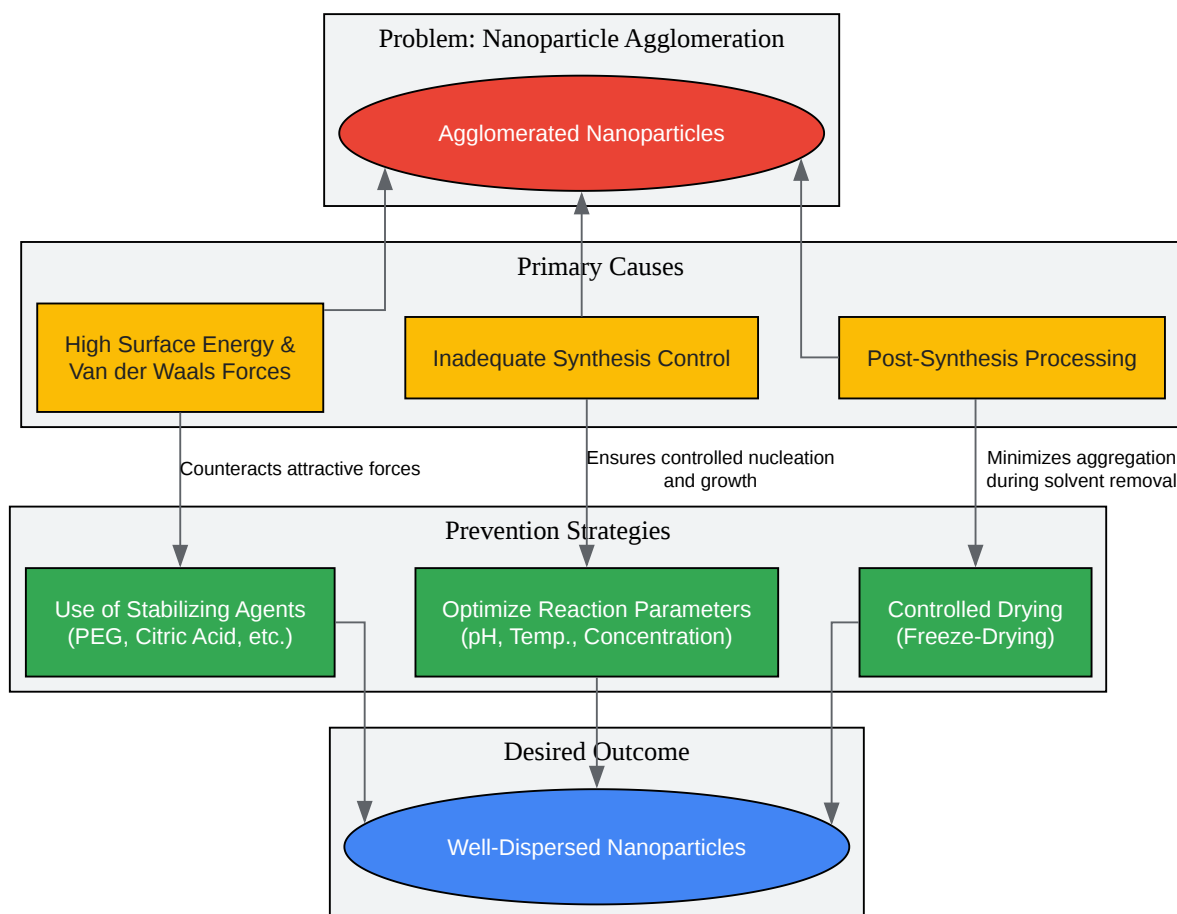 Problem: Nanoparticle Agglomeration
Agglomerated Nanoparticles
Primary Causes
High Surface Energy &
Van der Waals Forces
Inadequate Synthesis Control
Post-Synthesis Processing
Counteracts attractive forces
Ensures controlled nucleation
and growth
Minimizes aggregation
during solvent removal
Prevention Strategies
Use of Stabilizing Agents
(PEG, Citric Acid, etc.)
Optimize Reaction Parameters
(pH, Temp., Concentration)
Controlled Drying
(Freeze-Drying)
Desired Outcome
Well-Dispersed Nanoparticles